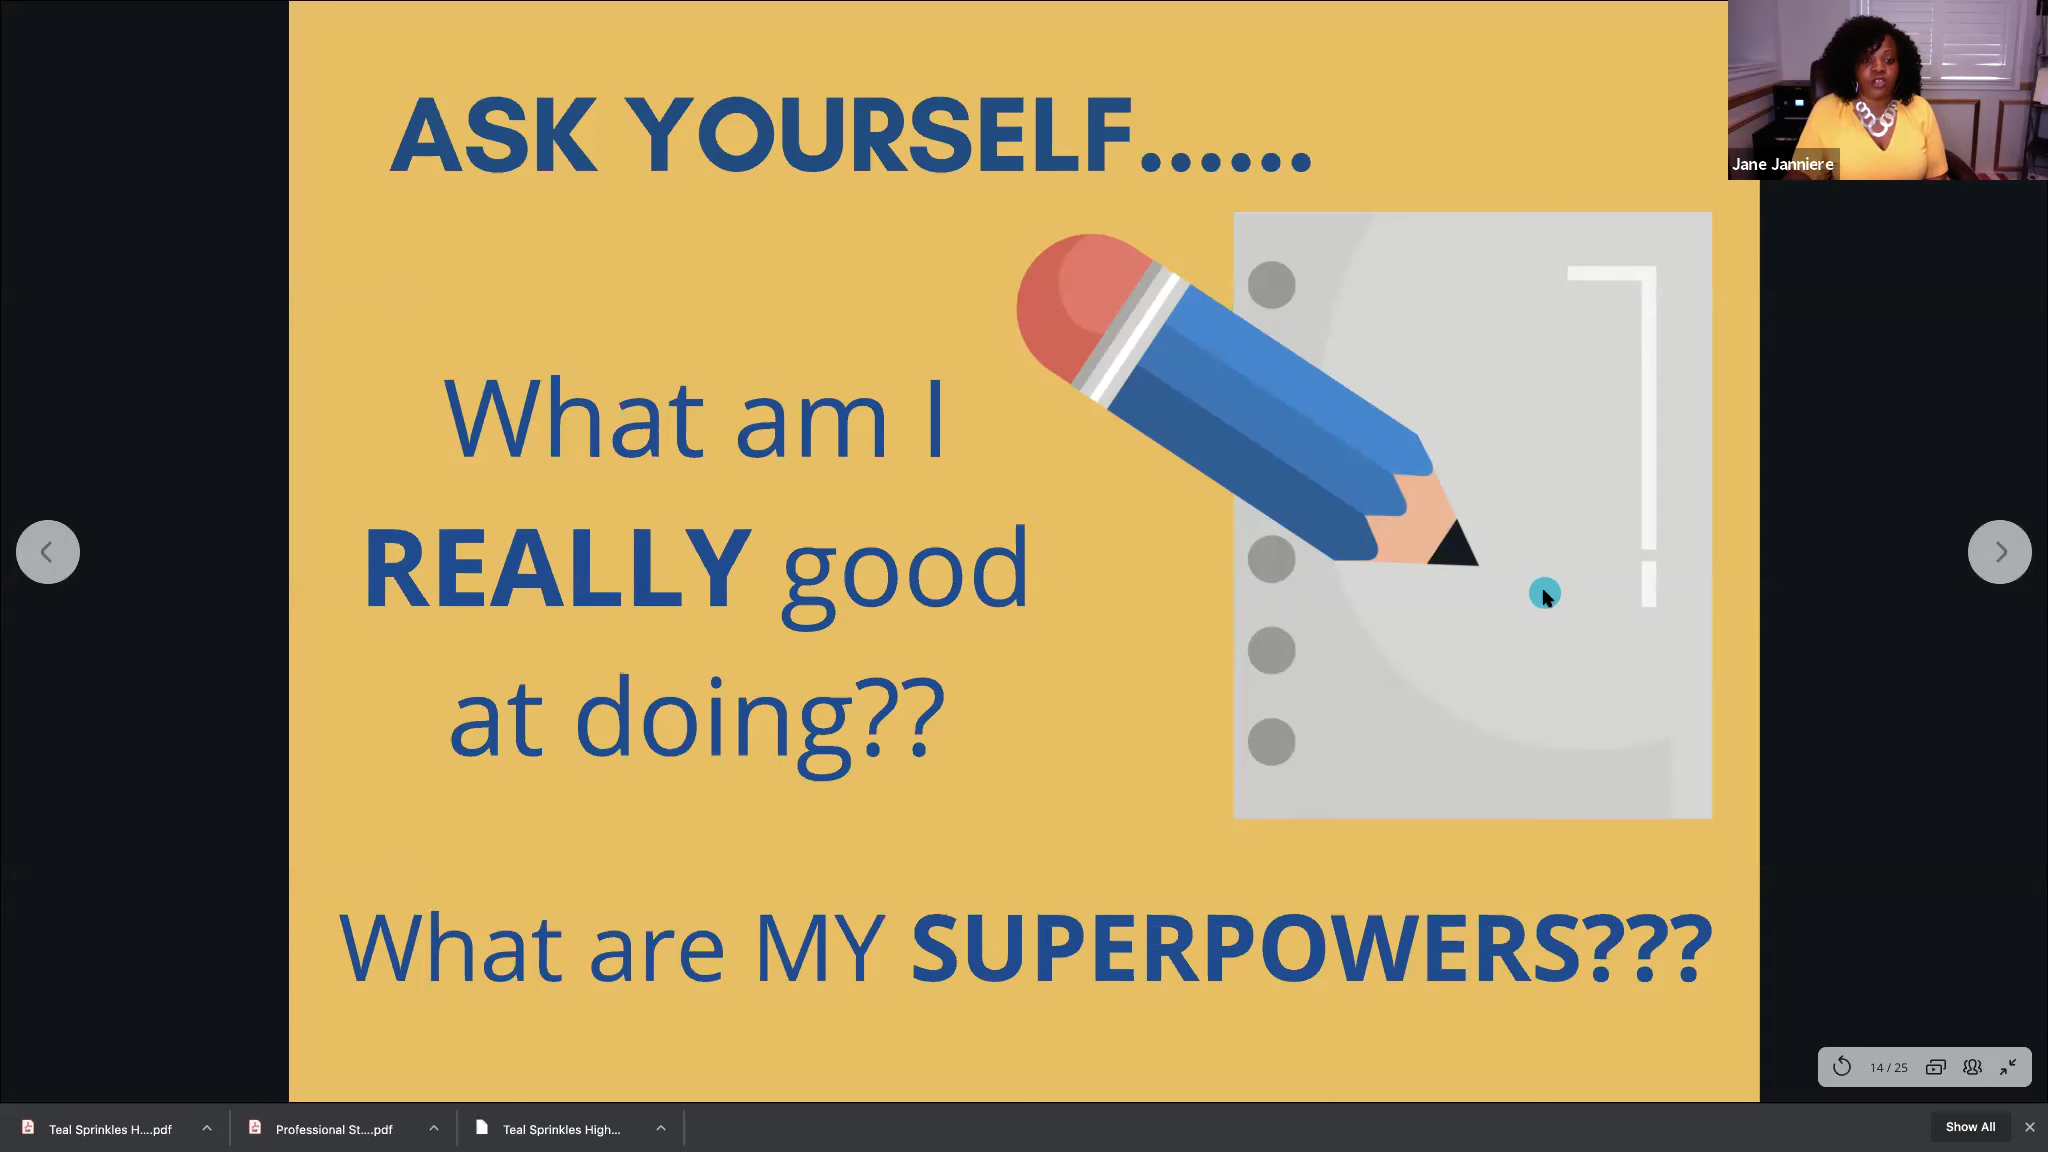 ASK YOURSELF......
Jane Janniere
What am I
REALLY good
at doing??
What are MY SUPERPOWERS???
14 / 25
Teal Sprinkles H....pdf
Professional St....pdf
Teal Sprinkles High...
Show All